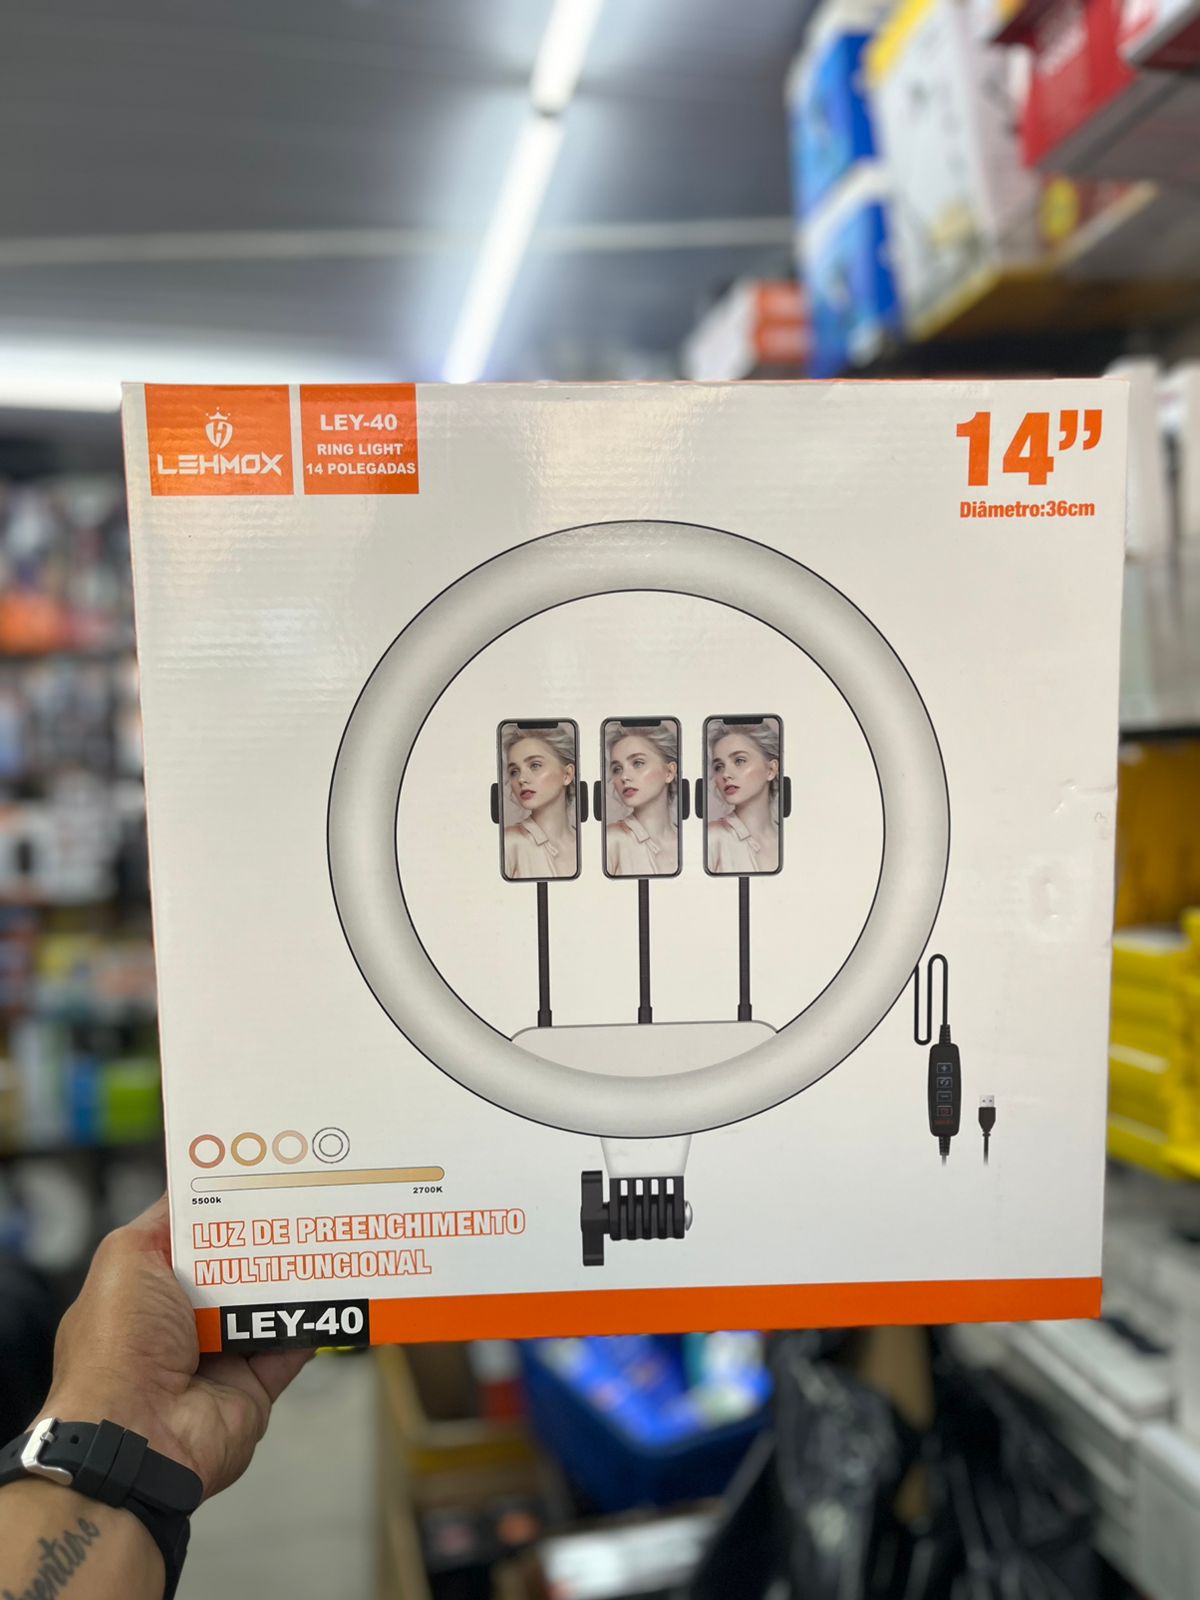 LEHMOX
LEY-40
RING LIGHT
14 POLEGADAS
14”
Diâmetro:36cm
5500k
2700K
LUZ DE PREENCHIMENTO
MULTIFUNCIONAL
LEY-40